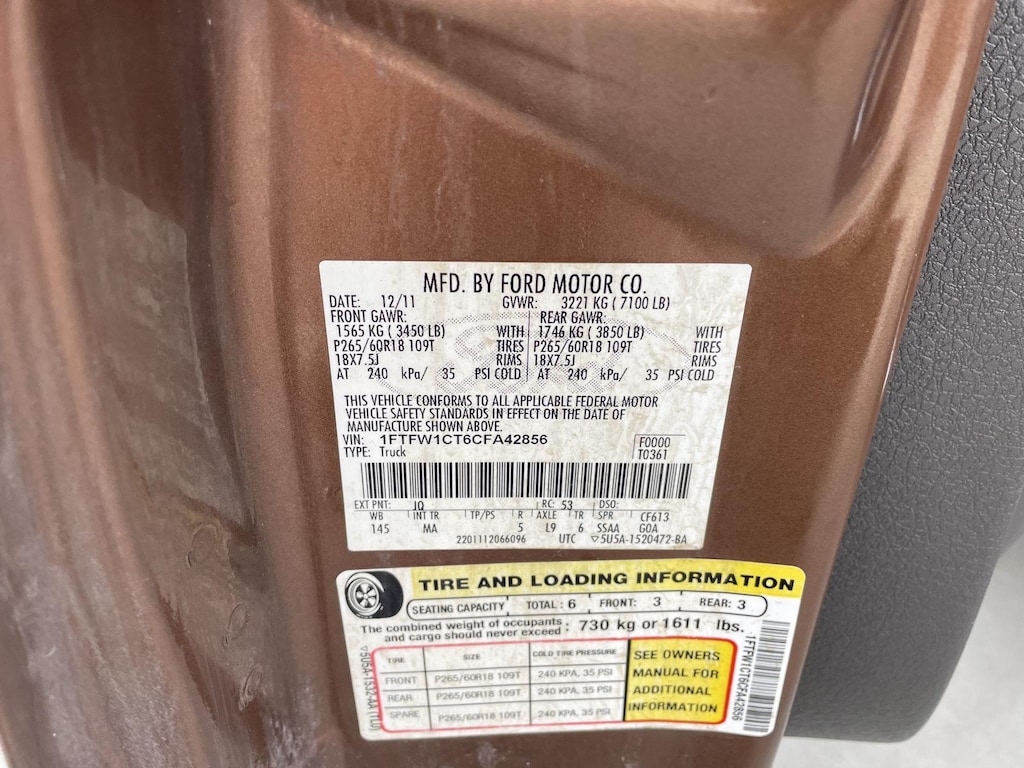 MFD. BY FORD MOTOR CO.
DATE: 12/11 GVWR: 3221 KG ( 7100 LB)
FRONT GAWR: REAR GAWR:
1565 KG ( 3450 LB) WITH 1746 KG ( 3850 LB) WITH
P265/60R18 109T TIRES P265/60R18 109T TIRES
18X7.5J RIMS 18X7.5J RIMS
AT 240 kPa/ 35 PSI COLD AT 240 kPa/ 35 PSI COLD
THIS VEHICLE CONFORMS TO ALL APPLICABLE FEDERAL MOTOR
VEHICLE SAFETY STANDARDS IN EFFECT ON THE DATE OF
MANUFACTURE SHOWN ABOVE.
VIN: 1FTFW1CT6CFA42856 F0000
TYPE: Truck T0361
EXT PNT: JQ RC: 53 DSO:
WB INT TR TP/PS R AXLE TR SPR CF613
145 MA 5 L9 6 SSAA GOA
2201112066096 UTC ▽5U5A-1520472-BA
TIRE AND LOADING INFORMATION
SEATING CAPACITY TOTAL : 6 FRONT: 3 REAR: 3
The combined weight of occupants : 730 kg or 1611 lbs.
and cargo should never exceed
TIRE SIZE COLD TIRE PRESSURE
FRONT P265/60R18 109T 240 KPA, 35 PSI
REAR P265/60R18 109T 240 KPA, 35 PSI
SPARE P265/60R18 109T 240 KPA, 35 PSI
SEE OWNERS
MANUAL FOR
ADDITIONAL
INFORMATION
1FTFW1CT6CFA42856